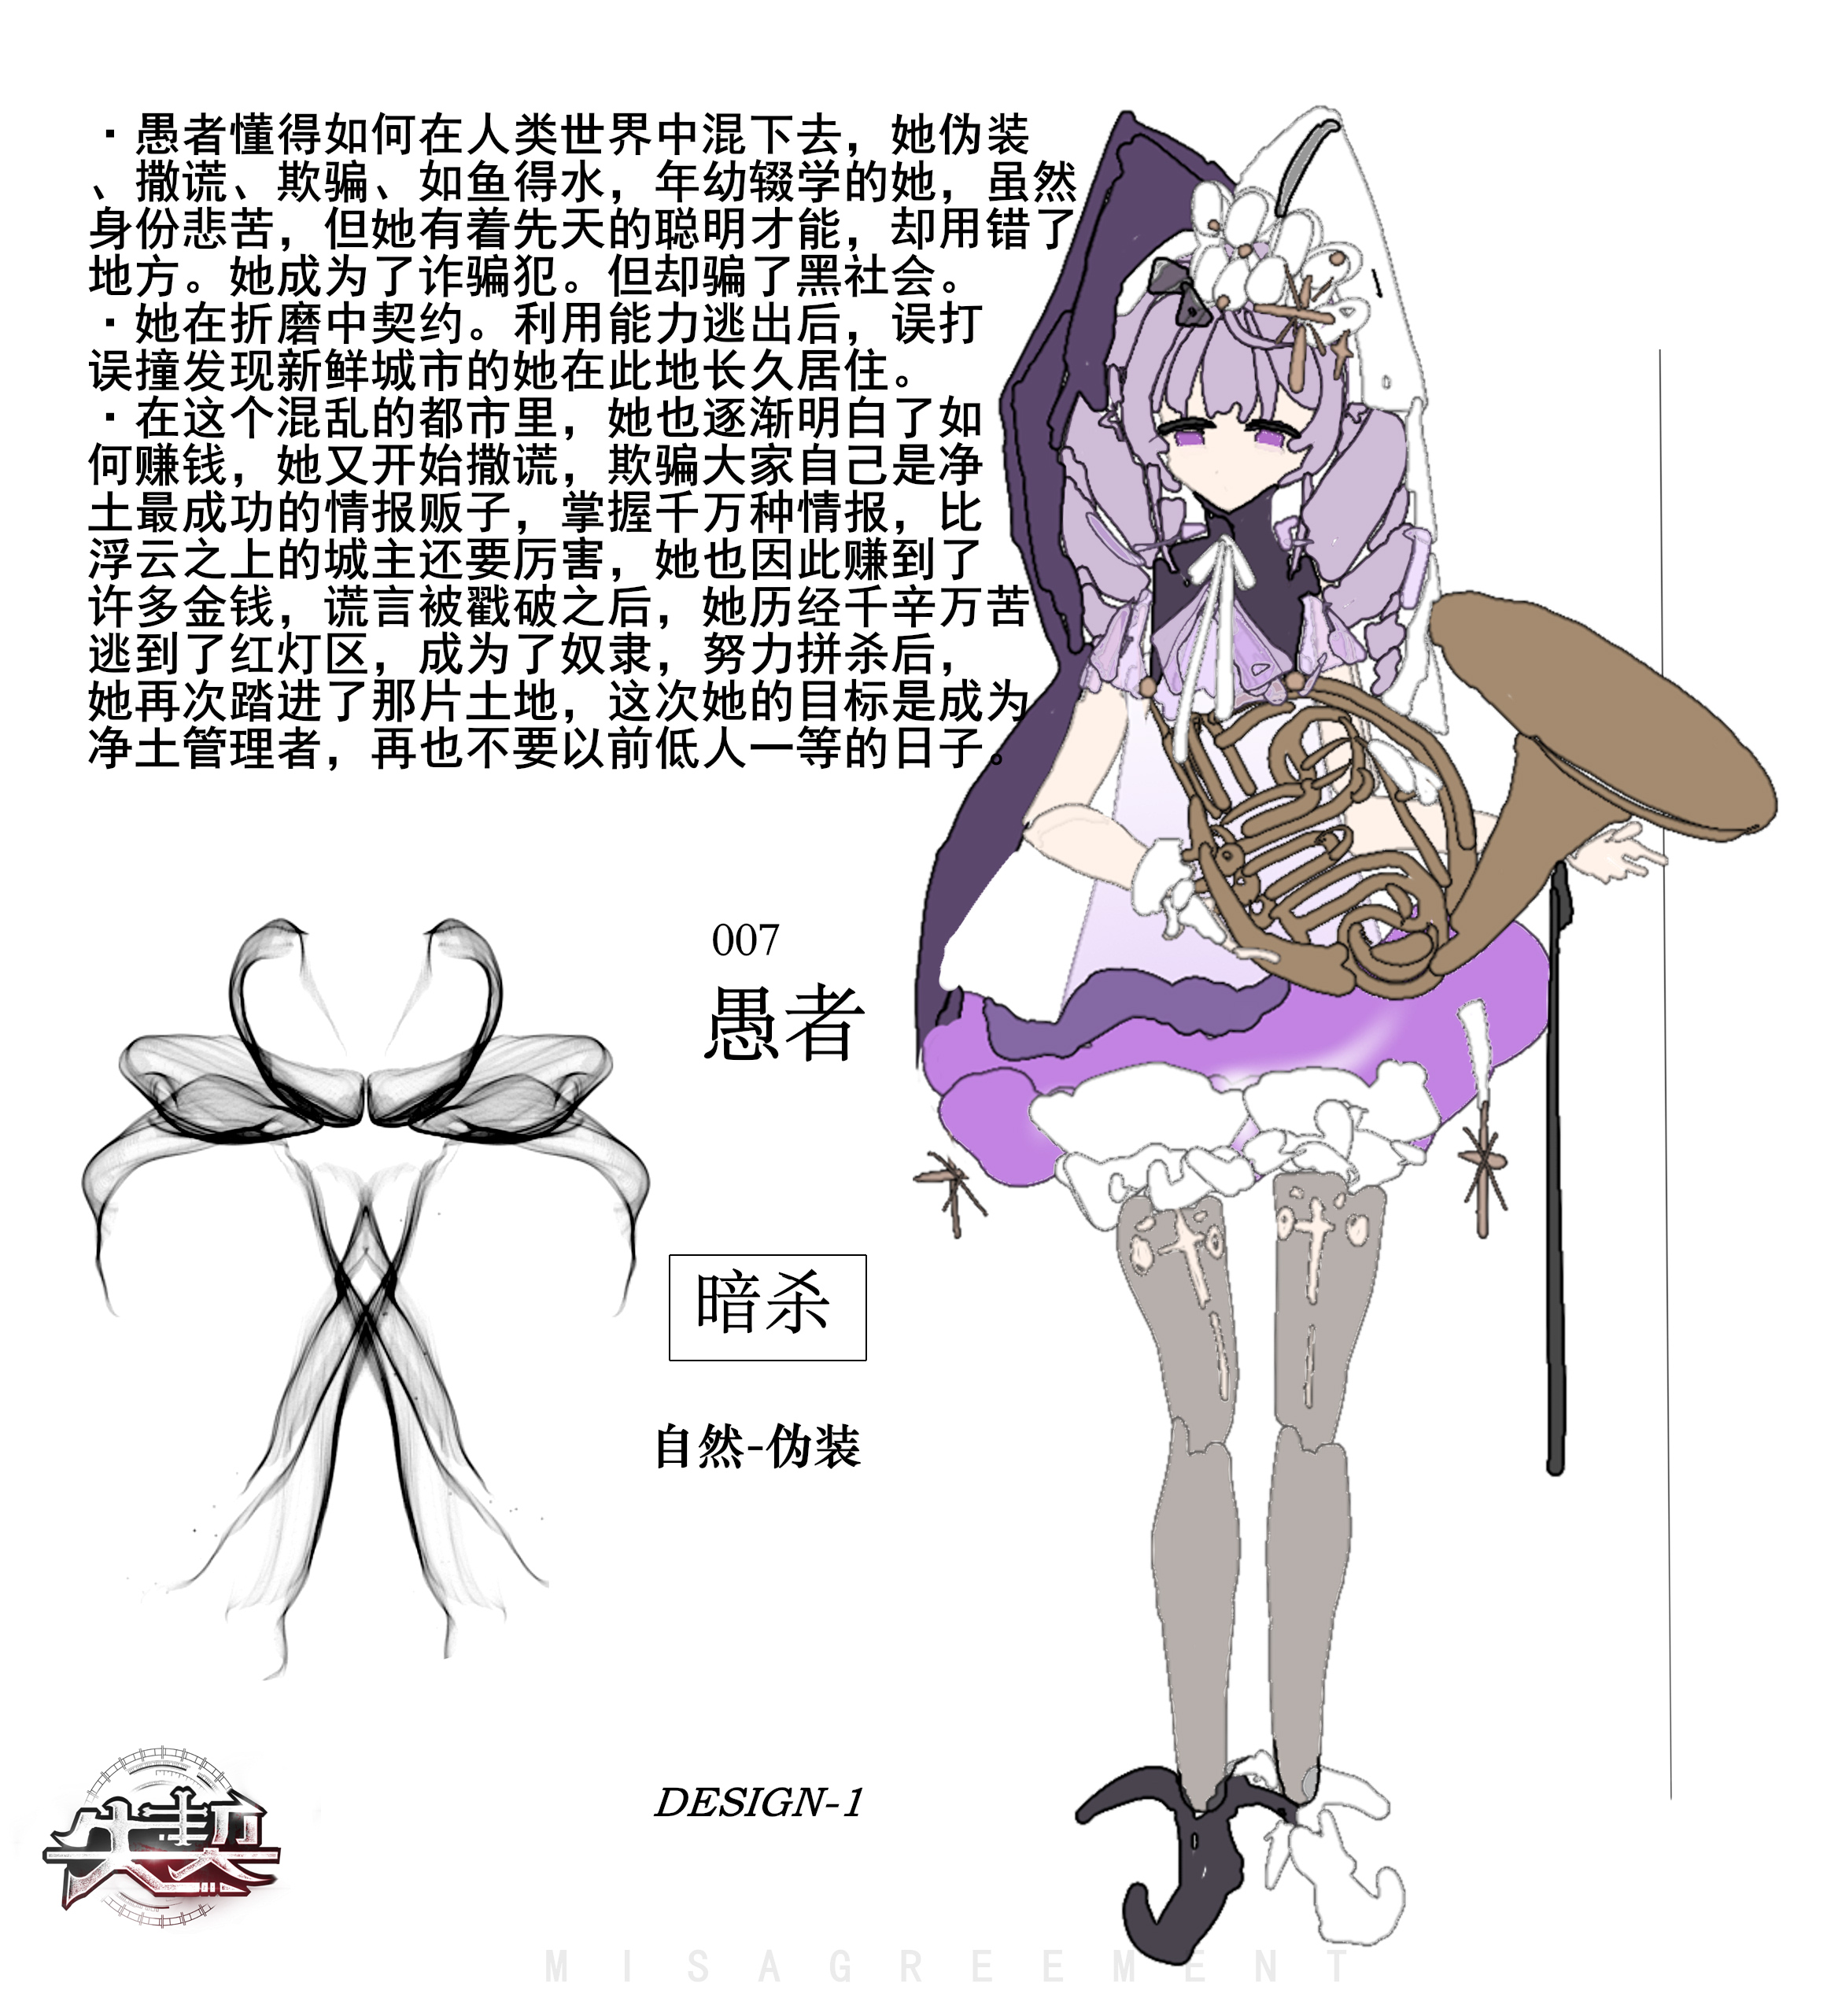 ·愚者懂得如何在人类世界中混下去，她伪装
、撒谎、欺骗、如鱼得水，年幼辍学的她，虽然
身份悲苦，但她有着先天的聪明才能，却用错了
地方。她成为了诈骗犯。但却骗了黑社会。
·她在折磨中契约。利用能力逃出后，误打
误撞发现新鲜城市的她在此地长久居住。
·在这个混乱的都市里，她也逐渐明白了如
何赚钱，她又开始撒谎，欺骗大家自己是净
土最成功的情报贩子，掌握千万种情报，比
浮云之上的城主还要厉害，她也因此赚到了
许多金钱，谎言被戳破之后，她历经千辛万苦
逃到了红灯区，成为了奴隶，努力拼杀后，
她再次踏进了那片土地，这次她的目标是成为
净土管理者，再也不要以前低人一等的日子。
007
愚者
暗杀
自然-伪装
DESIGN-1
失契
MISAGREEMENT